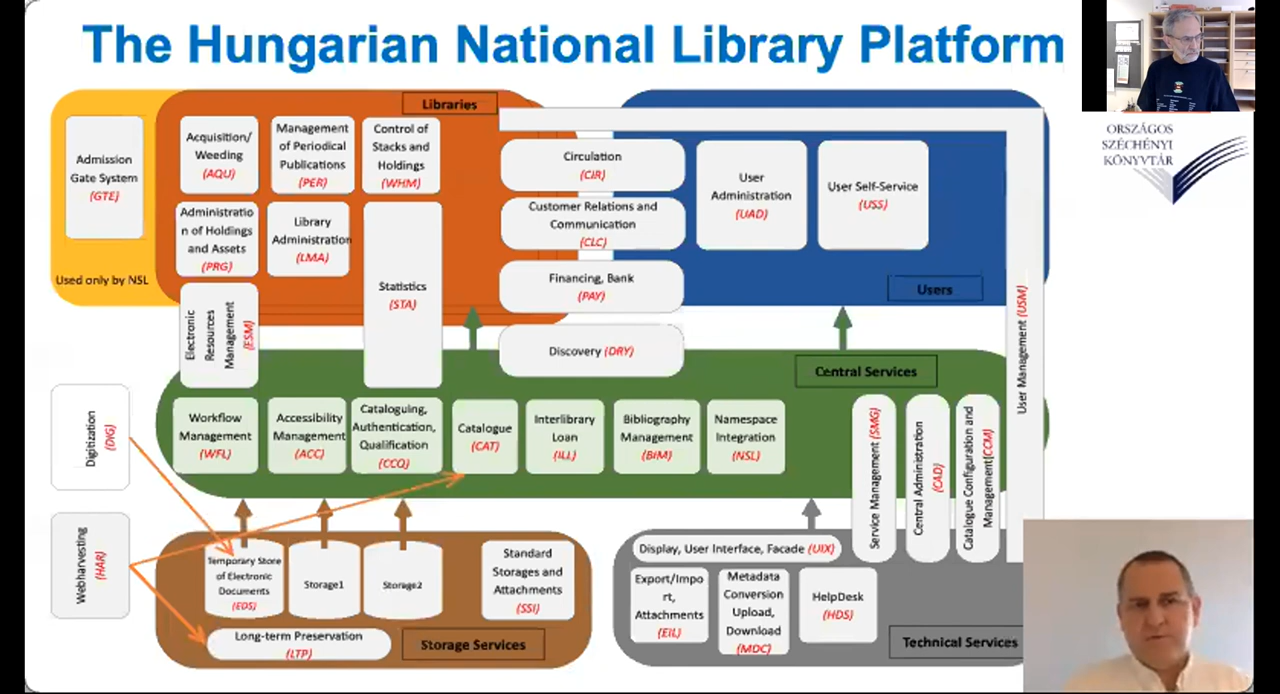 The Hungarian National Library Platform
ORSZÁGOS
SZÉCHÉNYI
KÖNYVTÁR
Libraries
Admission
Gate System
(GTE)
Used only by NSL
Acquisition/
Weeding
(AQU)
Management
of Periodical
Publications
(PER)
Control of
Stacks and
Holdings
(WHM)
Administratio
n of Holdings
and Assets
(PRG)
Library
Administration
(LMA)
Statistics
(STA)
Electronic
Resources
Management
(ESM)
Circulation
(CIR)
Customer Relations and
Communication
(CLC)
Financing, Bank
(PAY)
Discovery (DRY)
User
Administration
(UAD)
User Self-Service
(USS)
Users
User Management (USM)
Central Services
Workflow
Management
(WFL)
Accessibility
Management
(ACC)
Cataloguing,
Authentication,
Qualification
(CCQ)
Catalogue
(CAT)
Interlibrary
Loan
(ILL)
Bibliography
Management
(BIM)
Namespace
Integration
(NSL)
Service Management (SMG)
Central Administration
(CAD)
Catalogue Configuration and
Management(CCM)
Digitization
(DIG)
Webharvesting
(HAR)
Temporary Store
of Electronic
Documents
(EDS)
Storage1
Storage2
Standard
Storages and
Attachments
(SSI)
Long-term Preservation
(LTP)
Storage Services
Display, User Interface, Facade (UIX)
Export/Impo
rt,
Attachments
(EIL)
Metadata
Conversion
Upload,
Download
(MDC)
HelpDesk
(HDS)
Technical Services